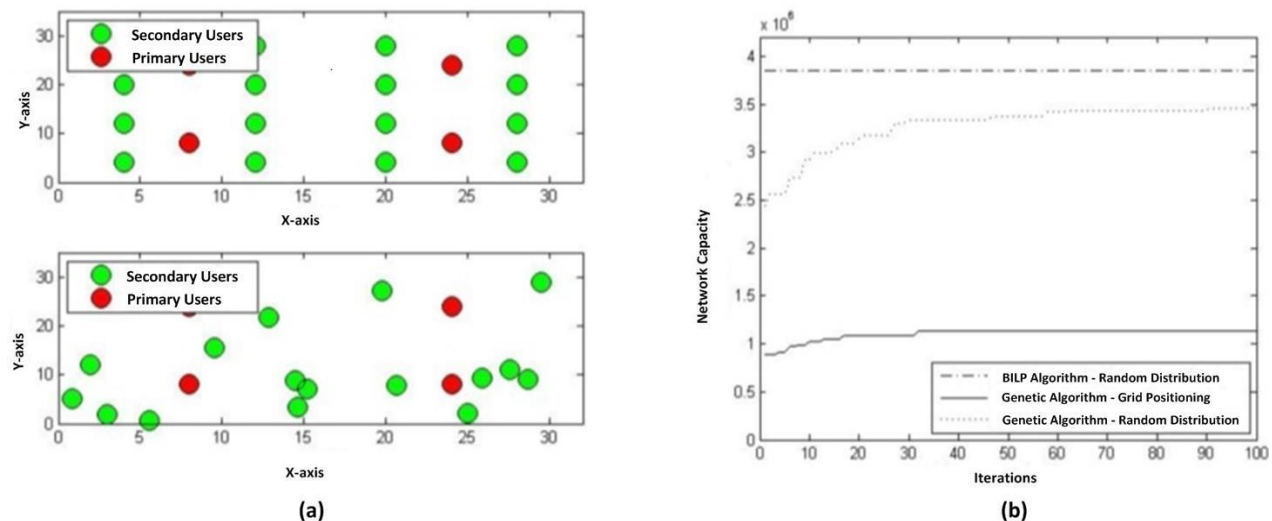 Secondary Users
Primary Users
30
20
10
0
Y-axis
0 5 10 15 20 25 30
X-axis
Secondary Users
Primary Users
30
20
10
0
Y-axis
0 5 10 15 20 25 30
X-axis
(a)
x 10^6
4
3.5
3
2.5
2
1.5
1
0.5
0
Network Capacity
BILP Algorithm - Random Distribution
Genetic Algorithm - Grid Positioning
Genetic Algorithm - Random Distribution
0 10 20 30 40 50 60 70 80 90 100
Iterations
(b)